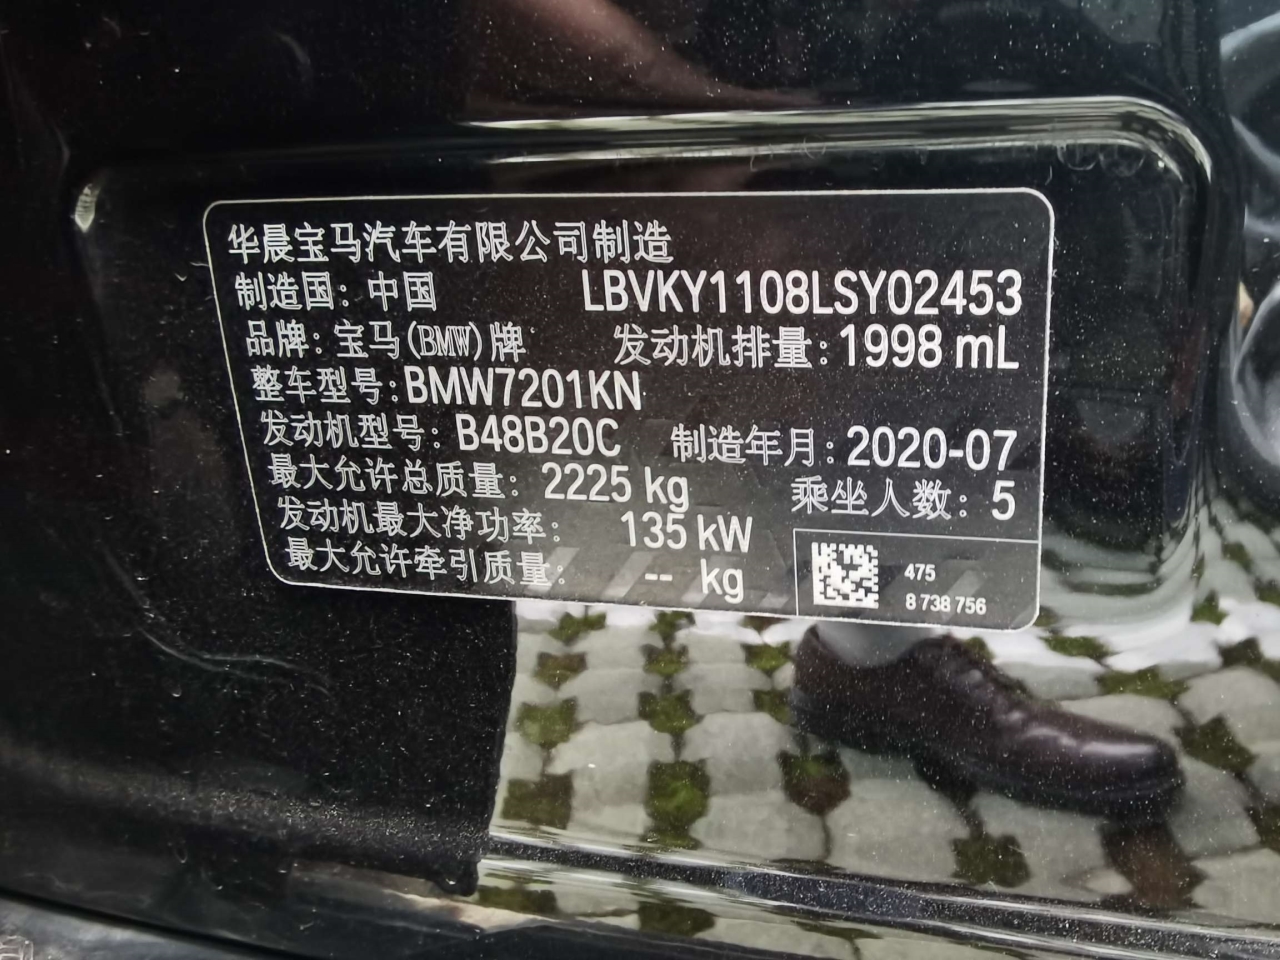 华晨宝马汽车有限公司制造
制造国：中国 LBVKY1108LSY02453
品牌：宝马(BMW)牌 发动机排量：1998 mL
整车型号：BMW7201KN
发动机型号：B48B20C 制造年月：2020-07
最大允许总质量：2225 kg 乘坐人数：5
发动机最大净功率：135 kW
最大允许牵引质量：-- kg
475
8 738 756